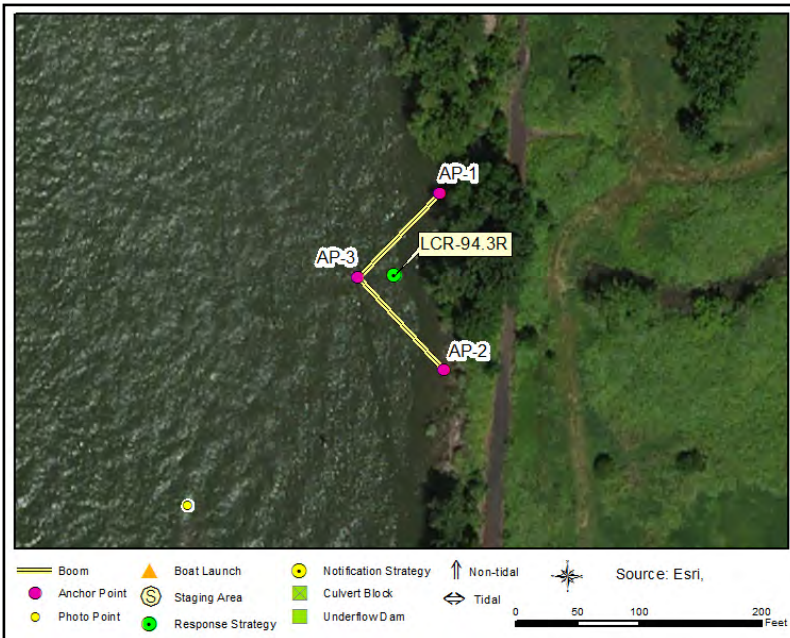 AP-1
LCR-94.3R
AP-3
AP-2
Boom
Boat Launch
Notification Strategy
Non-tidal
Source: Esri,
Anchor Point
S
Staging Area
Culvert Block
Tidal
Photo Point
Response Strategy
Underflow Dam
0 50 100 200
Feet